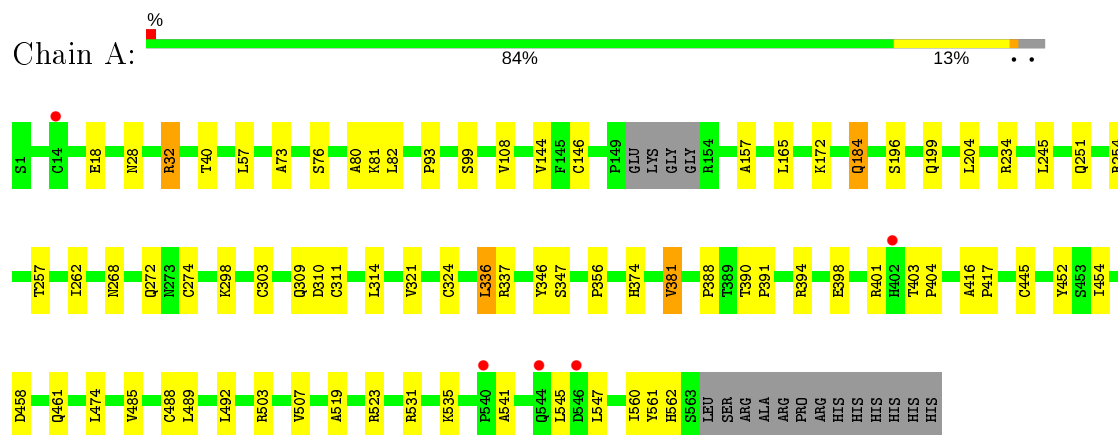 %
Chain A:
84% 13% • •
S1 C14 E18 N28 R32 T40 L57 A73 S76 A80 K81 L82 P93 S99 V108 V144 F145 C146 P149 GLU LYS GLY GLY R154 A157 L165 K172 Q184 S196 Q199 L204 R234 L245 Q251 R254
T257 I262 N268 Q272 N273 C274 K298 C303 Q309 D310 C311 L314 V321 C324 L336 R337 Y346 S347 P356 H374 V381 P388 T389 T390 P391 R394 E398 R401 H402 T403 P404 A416 P417 C445 Y452 S453 I454
D458 Q461 L474 V485 C488 L489 L492 R503 V507 A519 R523 R531 K535 P540 A541 Q544 L545 D546 L547 I560 Y561 H562 S563 LEU SER ARG ALA ARG PRO ARG HIS HIS HIS HIS HIS HIS